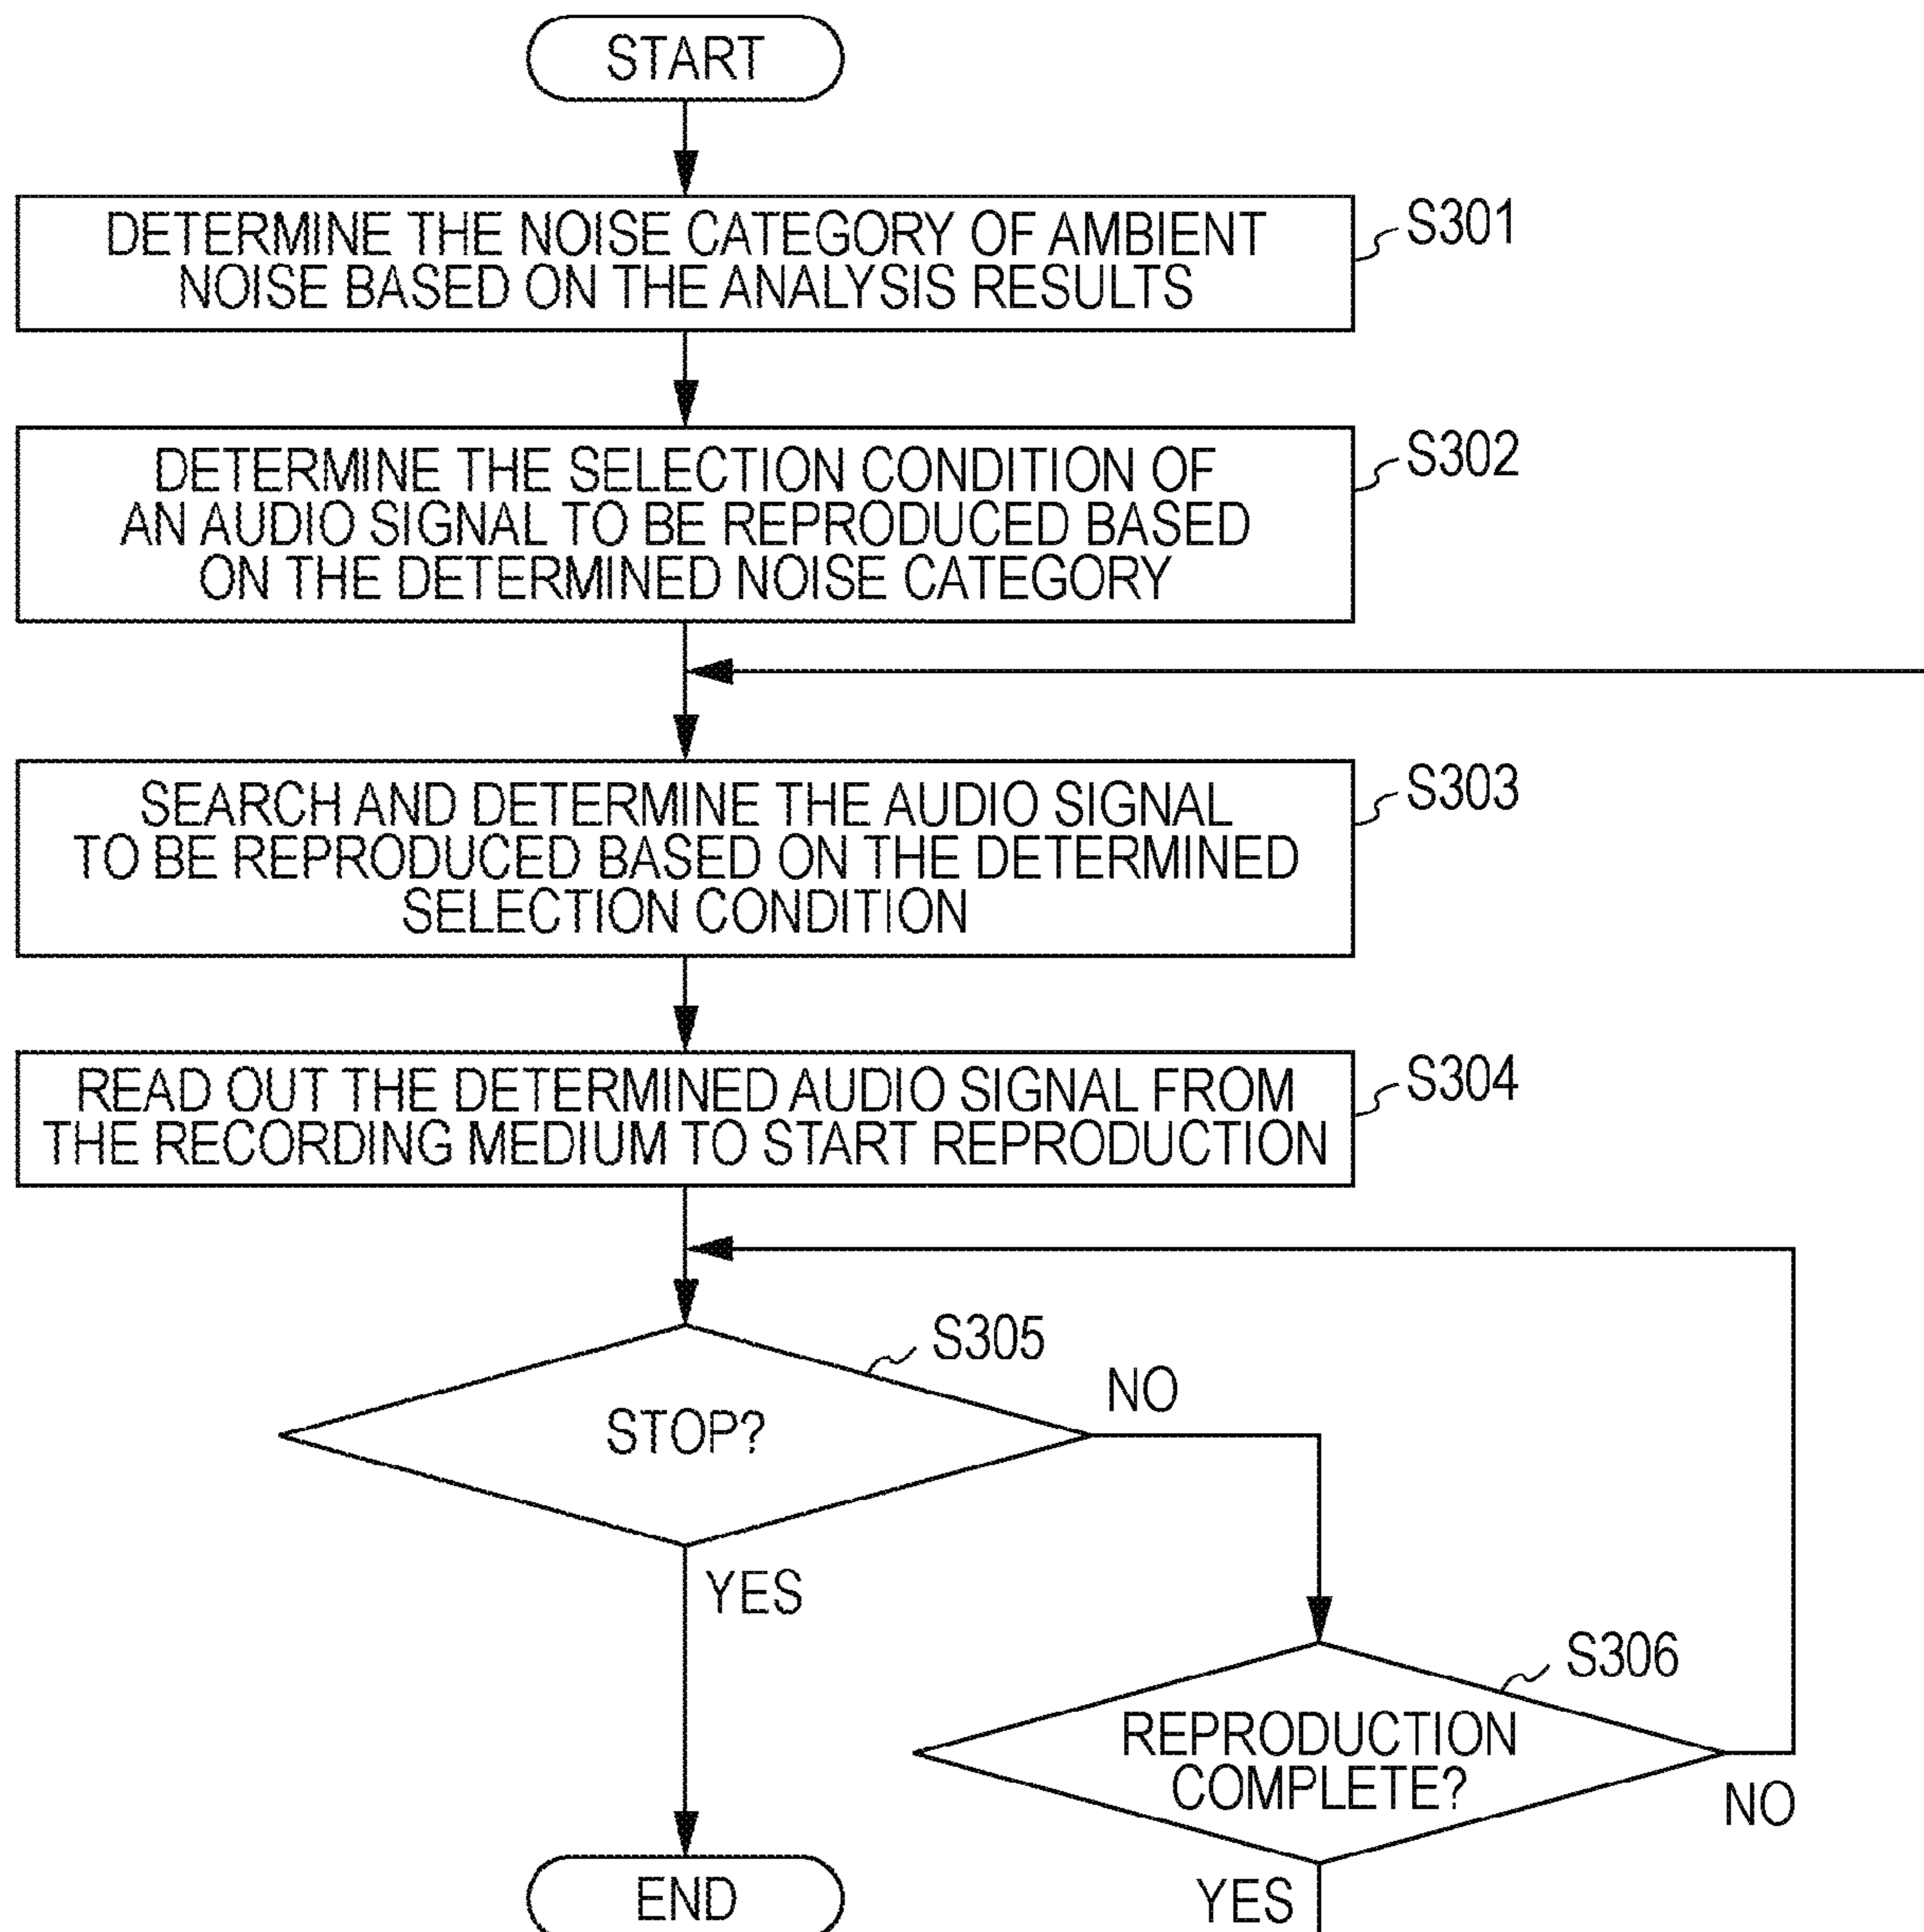 START
DETERMINE THE NOISE CATEGORY OF AMBIENT
NOISE BASED ON THE ANALYSIS RESULTS
S301
DETERMINE THE SELECTION CONDITION OF
AN AUDIO SIGNAL TO BE REPRODUCED BASED
ON THE DETERMINED NOISE CATEGORY
S302
SEARCH AND DETERMINE THE AUDIO SIGNAL
TO BE REPRODUCED BASED ON THE DETERMINED
SELECTION CONDITION
S303
READ OUT THE DETERMINED AUDIO SIGNAL FROM
THE RECORDING MEDIUM TO START REPRODUCTION
S304
S305
STOP?
NO
YES
S306
REPRODUCTION
COMPLETE?
NO
END
YES